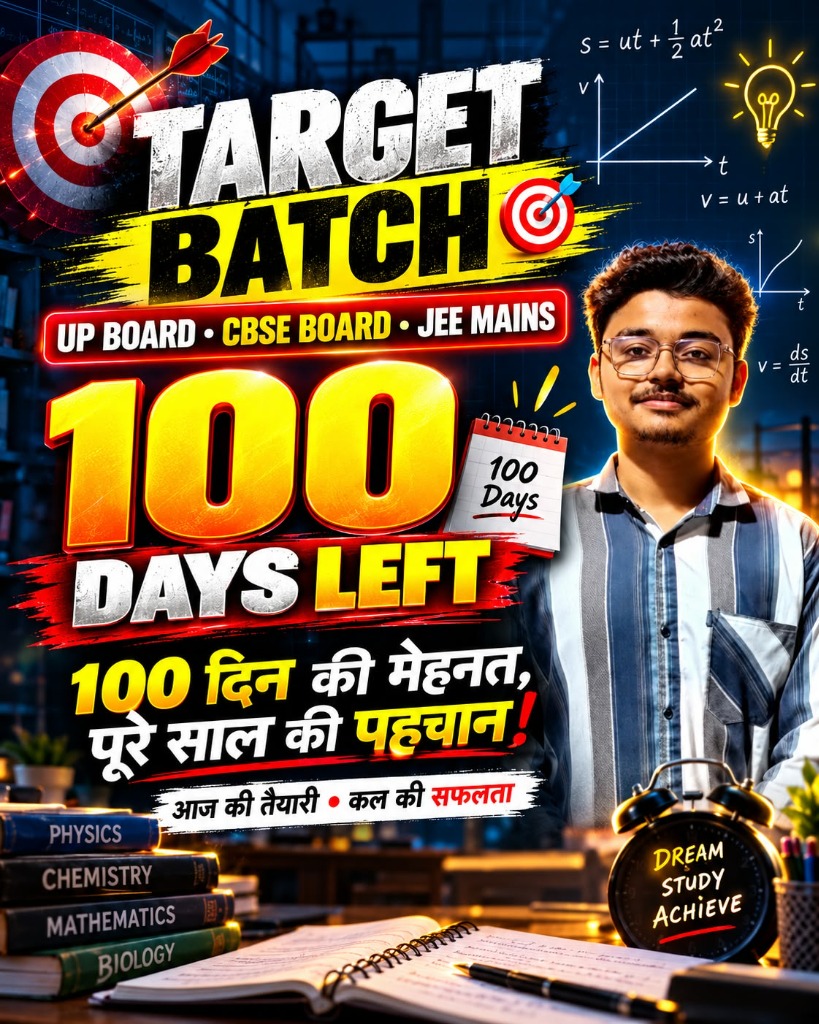 TARGET
BATCH
UP BOARD • CBSE BOARD • JEE MAINS
100
DAYS LEFT
100 दिन की मेहनत,
पूरे साल की पहचान!
आज की तैयारी • कल की सफलता
100
Days
s = ut + 1/2 at²
v
t
v = u + at
s
t
v = ds/dt
PHYSICS
CHEMISTRY
MATHEMATICS
BIOLOGY
DREAM
STUDY
ACHIEVE